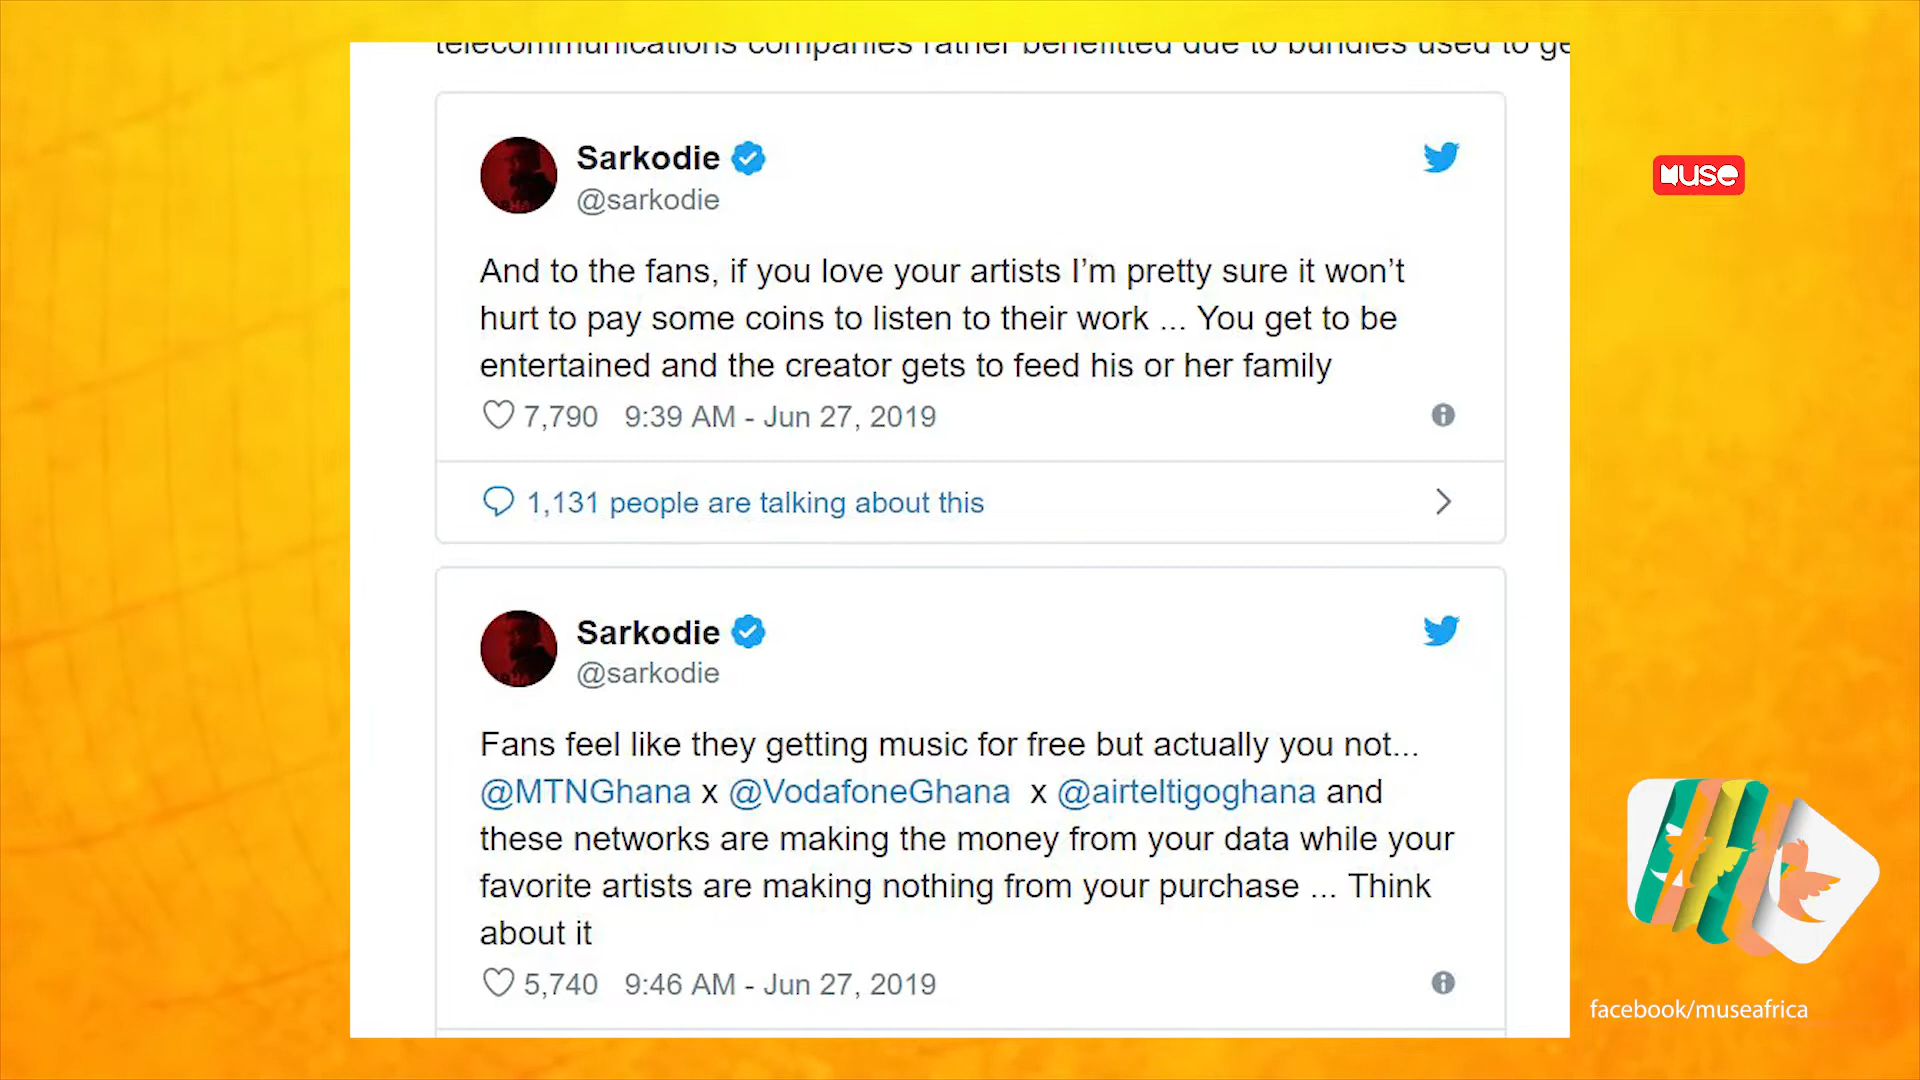 telecommunications companies rather benefitted due to bundles used to ge
Sarkodie
@sarkodie
And to the fans, if you love your artists I’m pretty sure it won’t
hurt to pay some coins to listen to their work ... You get to be
entertained and the creator gets to feed his or her family
7,790 9:39 AM - Jun 27, 2019
1,131 people are talking about this
Sarkodie
@sarkodie
Fans feel like they getting music for free but actually you not...
@MTNGhana x @VodafoneGhana x @airteltigoghana and
these networks are making the money from your data while your
favorite artists are making nothing from your purchase ... Think
about it
5,740 9:46 AM - Jun 27, 2019
MUSE
facebook/museafrica